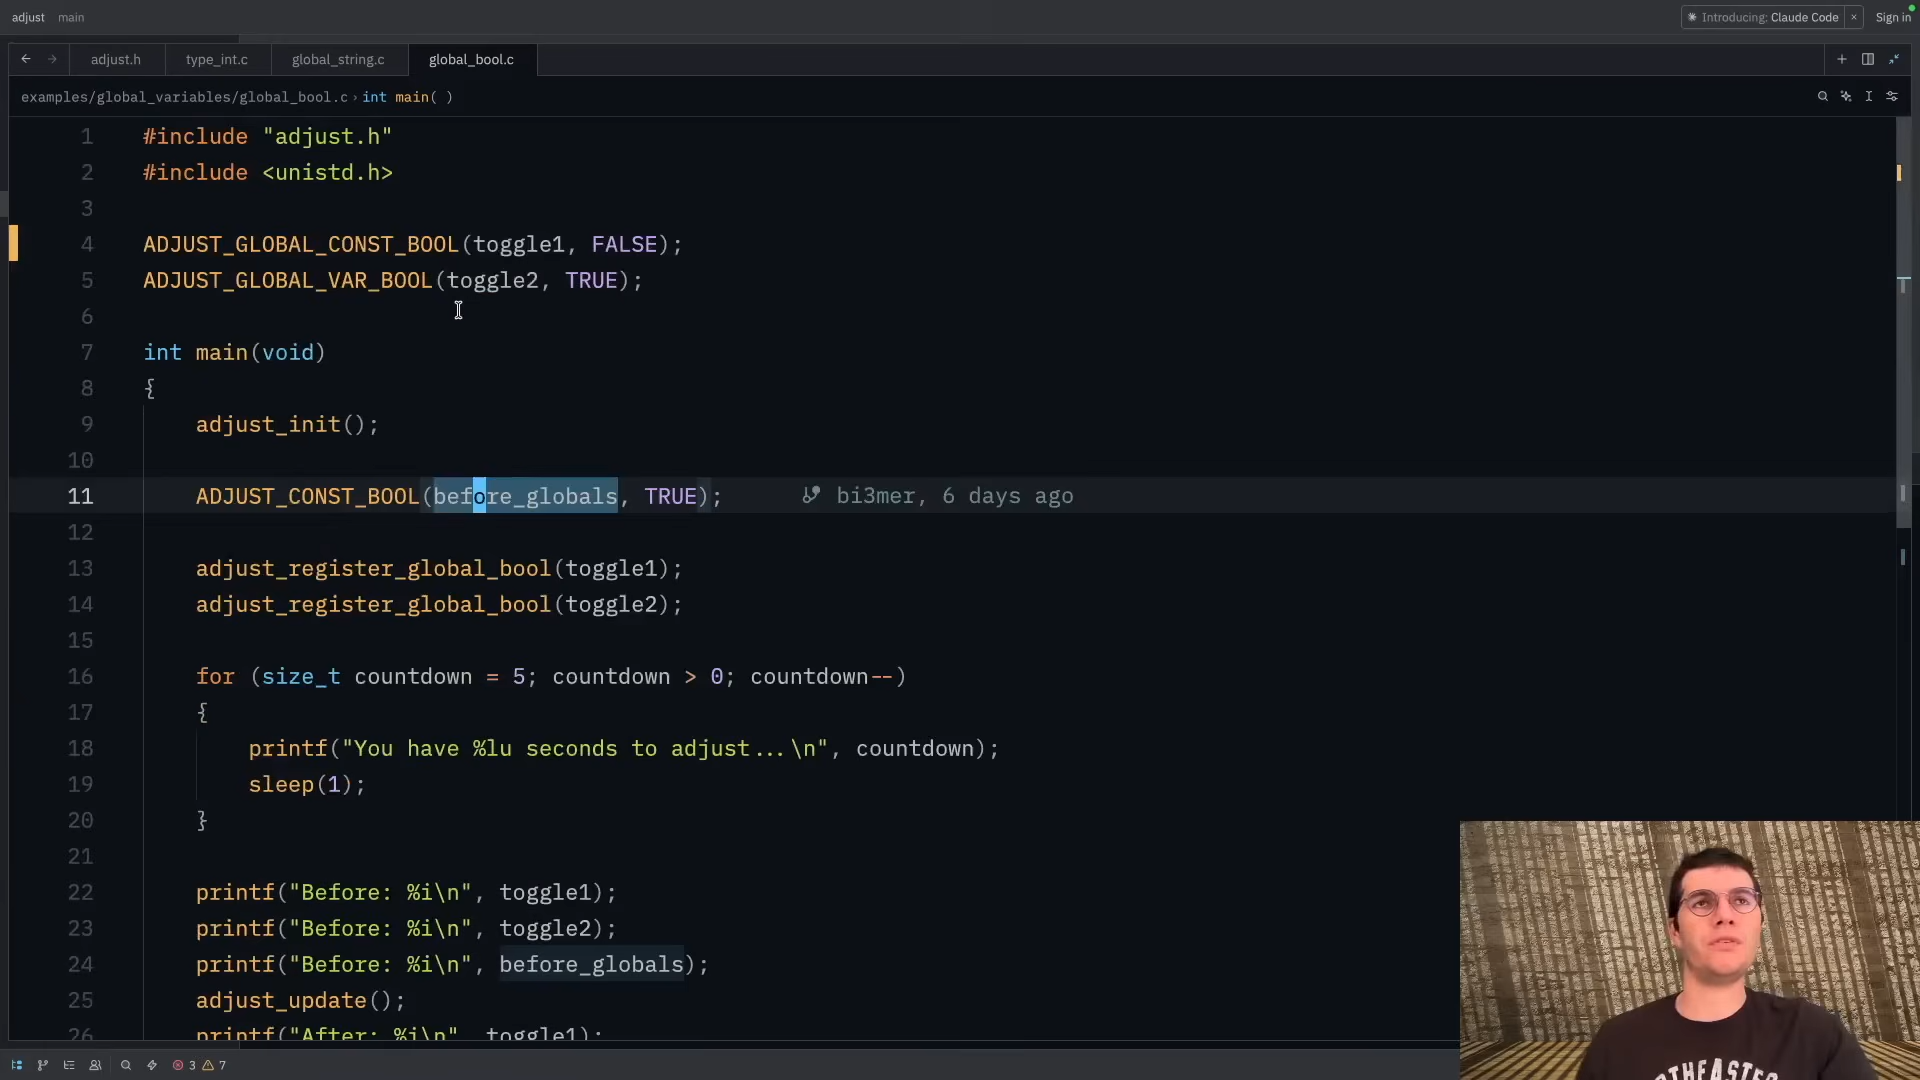 adjust main
Introducing: Claude Code × Sign in
adjust.h type_int.c global_string.c global_bool.c
examples/global_variables/global_bool.c › int main( )
1 #include "adjust.h"
2 #include <unistd.h>
3
4 ADJUST_GLOBAL_CONST_BOOL(toggle1, FALSE);
5 ADJUST_GLOBAL_VAR_BOOL(toggle2, TRUE);
6
7 int main(void)
8 {
9 adjust_init();
10
11 ADJUST_CONST_BOOL(before_globals, TRUE); bi3mer, 6 days ago
12
13 adjust_register_global_bool(toggle1);
14 adjust_register_global_bool(toggle2);
15
16 for (size_t countdown = 5; countdown > 0; countdown--)
17 {
18 printf("You have %lu seconds to adjust...\n", countdown);
19 sleep(1);
20 }
21
22 printf("Before: %i\n", toggle1);
23 printf("Before: %i\n", toggle2);
24 printf("Before: %i\n", before_globals);
25 adjust_update();
26 printf("After: %i\n", toggle1);
3 7